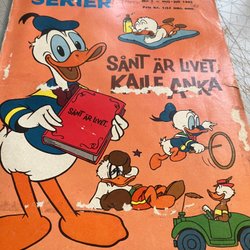 SERIER
SÅNT ÄR LIVET,
KALLE ANKA
SÅNT ÄR LIVET